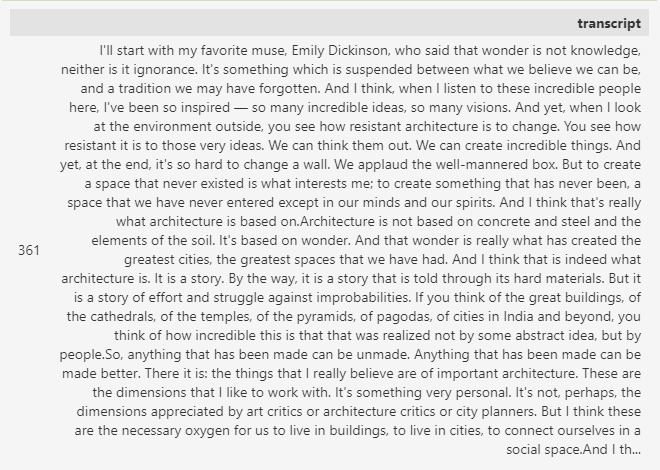 transcript
I'll start with my favorite muse, Emily Dickinson, who said that wonder is not knowledge,
neither is it ignorance. It's something which is suspended between what we believe we can be,
and a tradition we may have forgotten. And I think, when I listen to these incredible people
here, I've been so inspired — so many incredible ideas, so many visions. And yet, when I look
at the environment outside, you see how resistant architecture is to change. You see how
resistant it is to those very ideas. We can think them out. We can create incredible things. And
yet, at the end, it's so hard to change a wall. We applaud the well-mannered box. But to create
a space that never existed is what interests me; to create something that has never been, a
space that we have never entered except in our minds and our spirits. And I think that's really
what architecture is based on.Architecture is not based on concrete and steel and the
elements of the soil. It's based on wonder. And that wonder is really what has created the
361
greatest cities, the greatest spaces that we have had. And I think that is indeed what
architecture is. It is a story. By the way, it is a story that is told through its hard materials. But it
is a story of effort and struggle against improbabilities. If you think of the great buildings, of
the cathedrals, of the temples, of the pyramids, of pagodas, of cities in India and beyond, you
think of how incredible this is that that was realized not by some abstract idea, but by
people.So, anything that has been made can be unmade. Anything that has been made can be
made better. There it is: the things that I really believe are of important architecture. These are
the dimensions that I like to work with. It's something very personal. It's not, perhaps, the
dimensions appreciated by art critics or architecture critics or city planners. But I think these
are the necessary oxygen for us to live in buildings, to live in cities, to connect ourselves in a
social space.And I th...